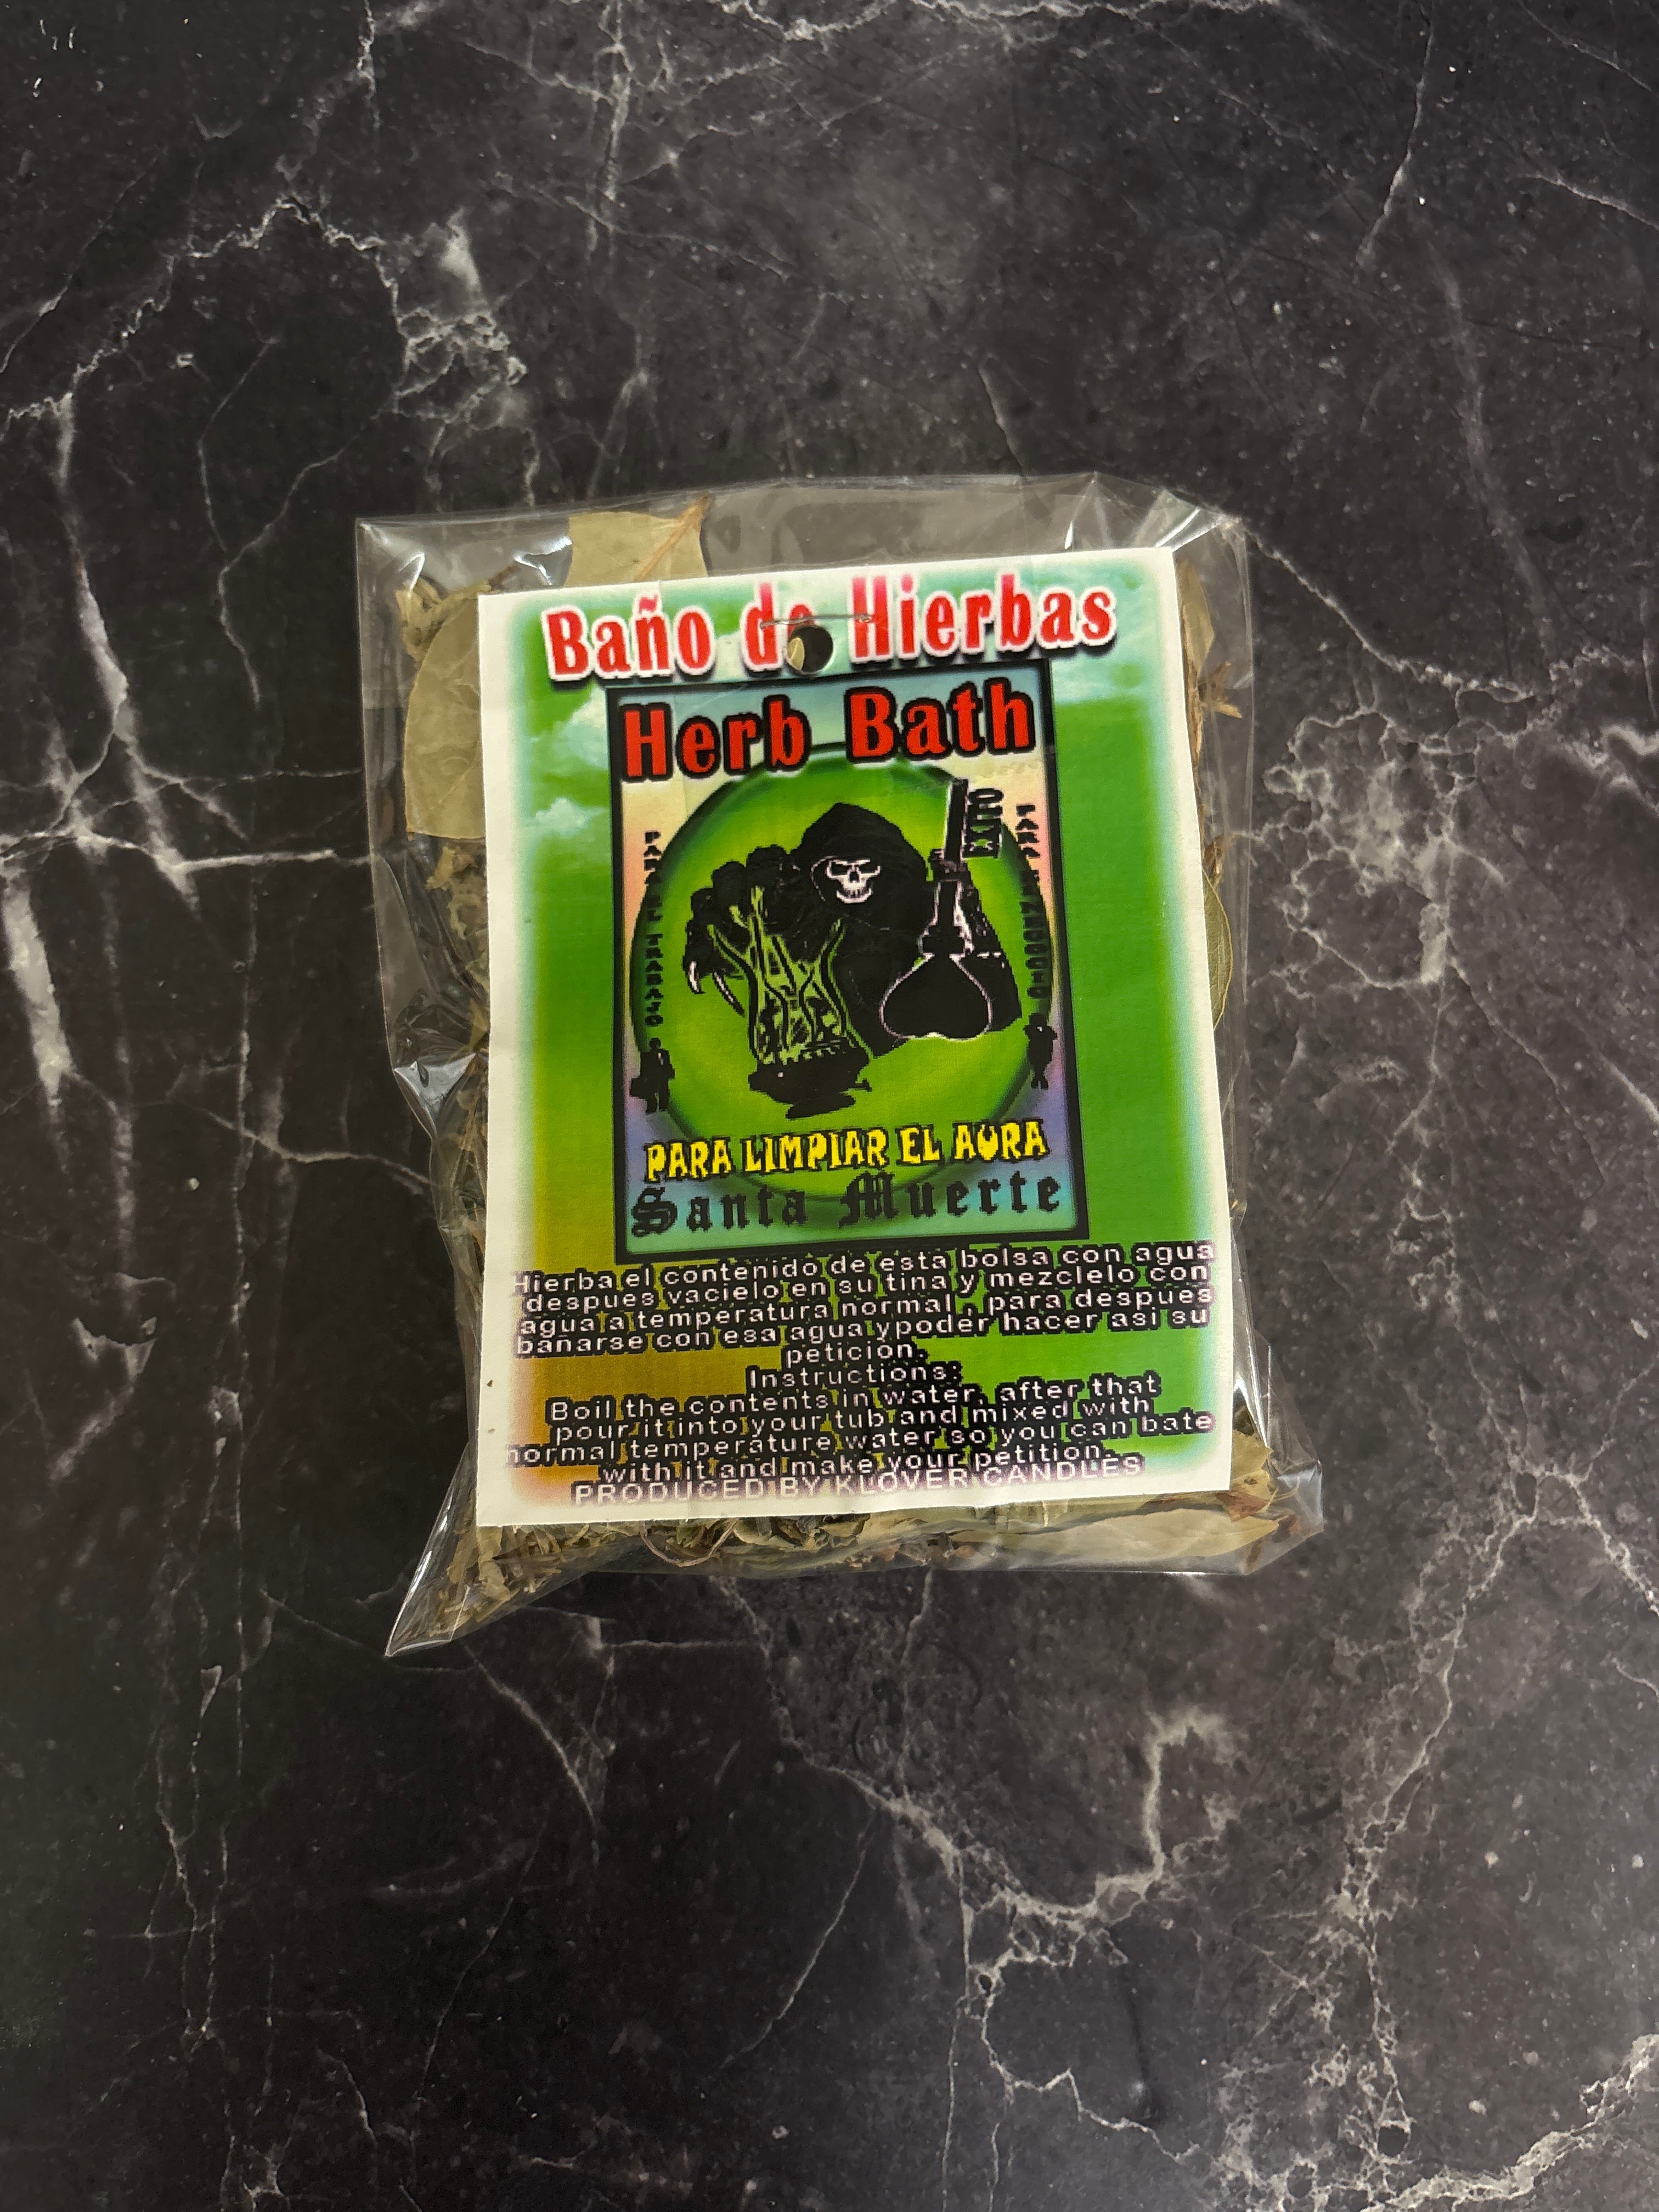 Baño de Hierbas
Herb Bath
EXITO
PARA LIMPIAR EL AURA
Santa Muerte
Hierba el contenido de esta bolsa con agua
despues vacielo en su tina y mezclelo con
agua a temperatura normal, para despues
bañarse con esa agua ypoder hacer asi su
peticion.
Instructions:
Boil the contents in water, after that
pour it into your tub and mixed with
normal temperature water so you can bate
with it and make your petition.
PRODUCED BY KLOVER CANDLES